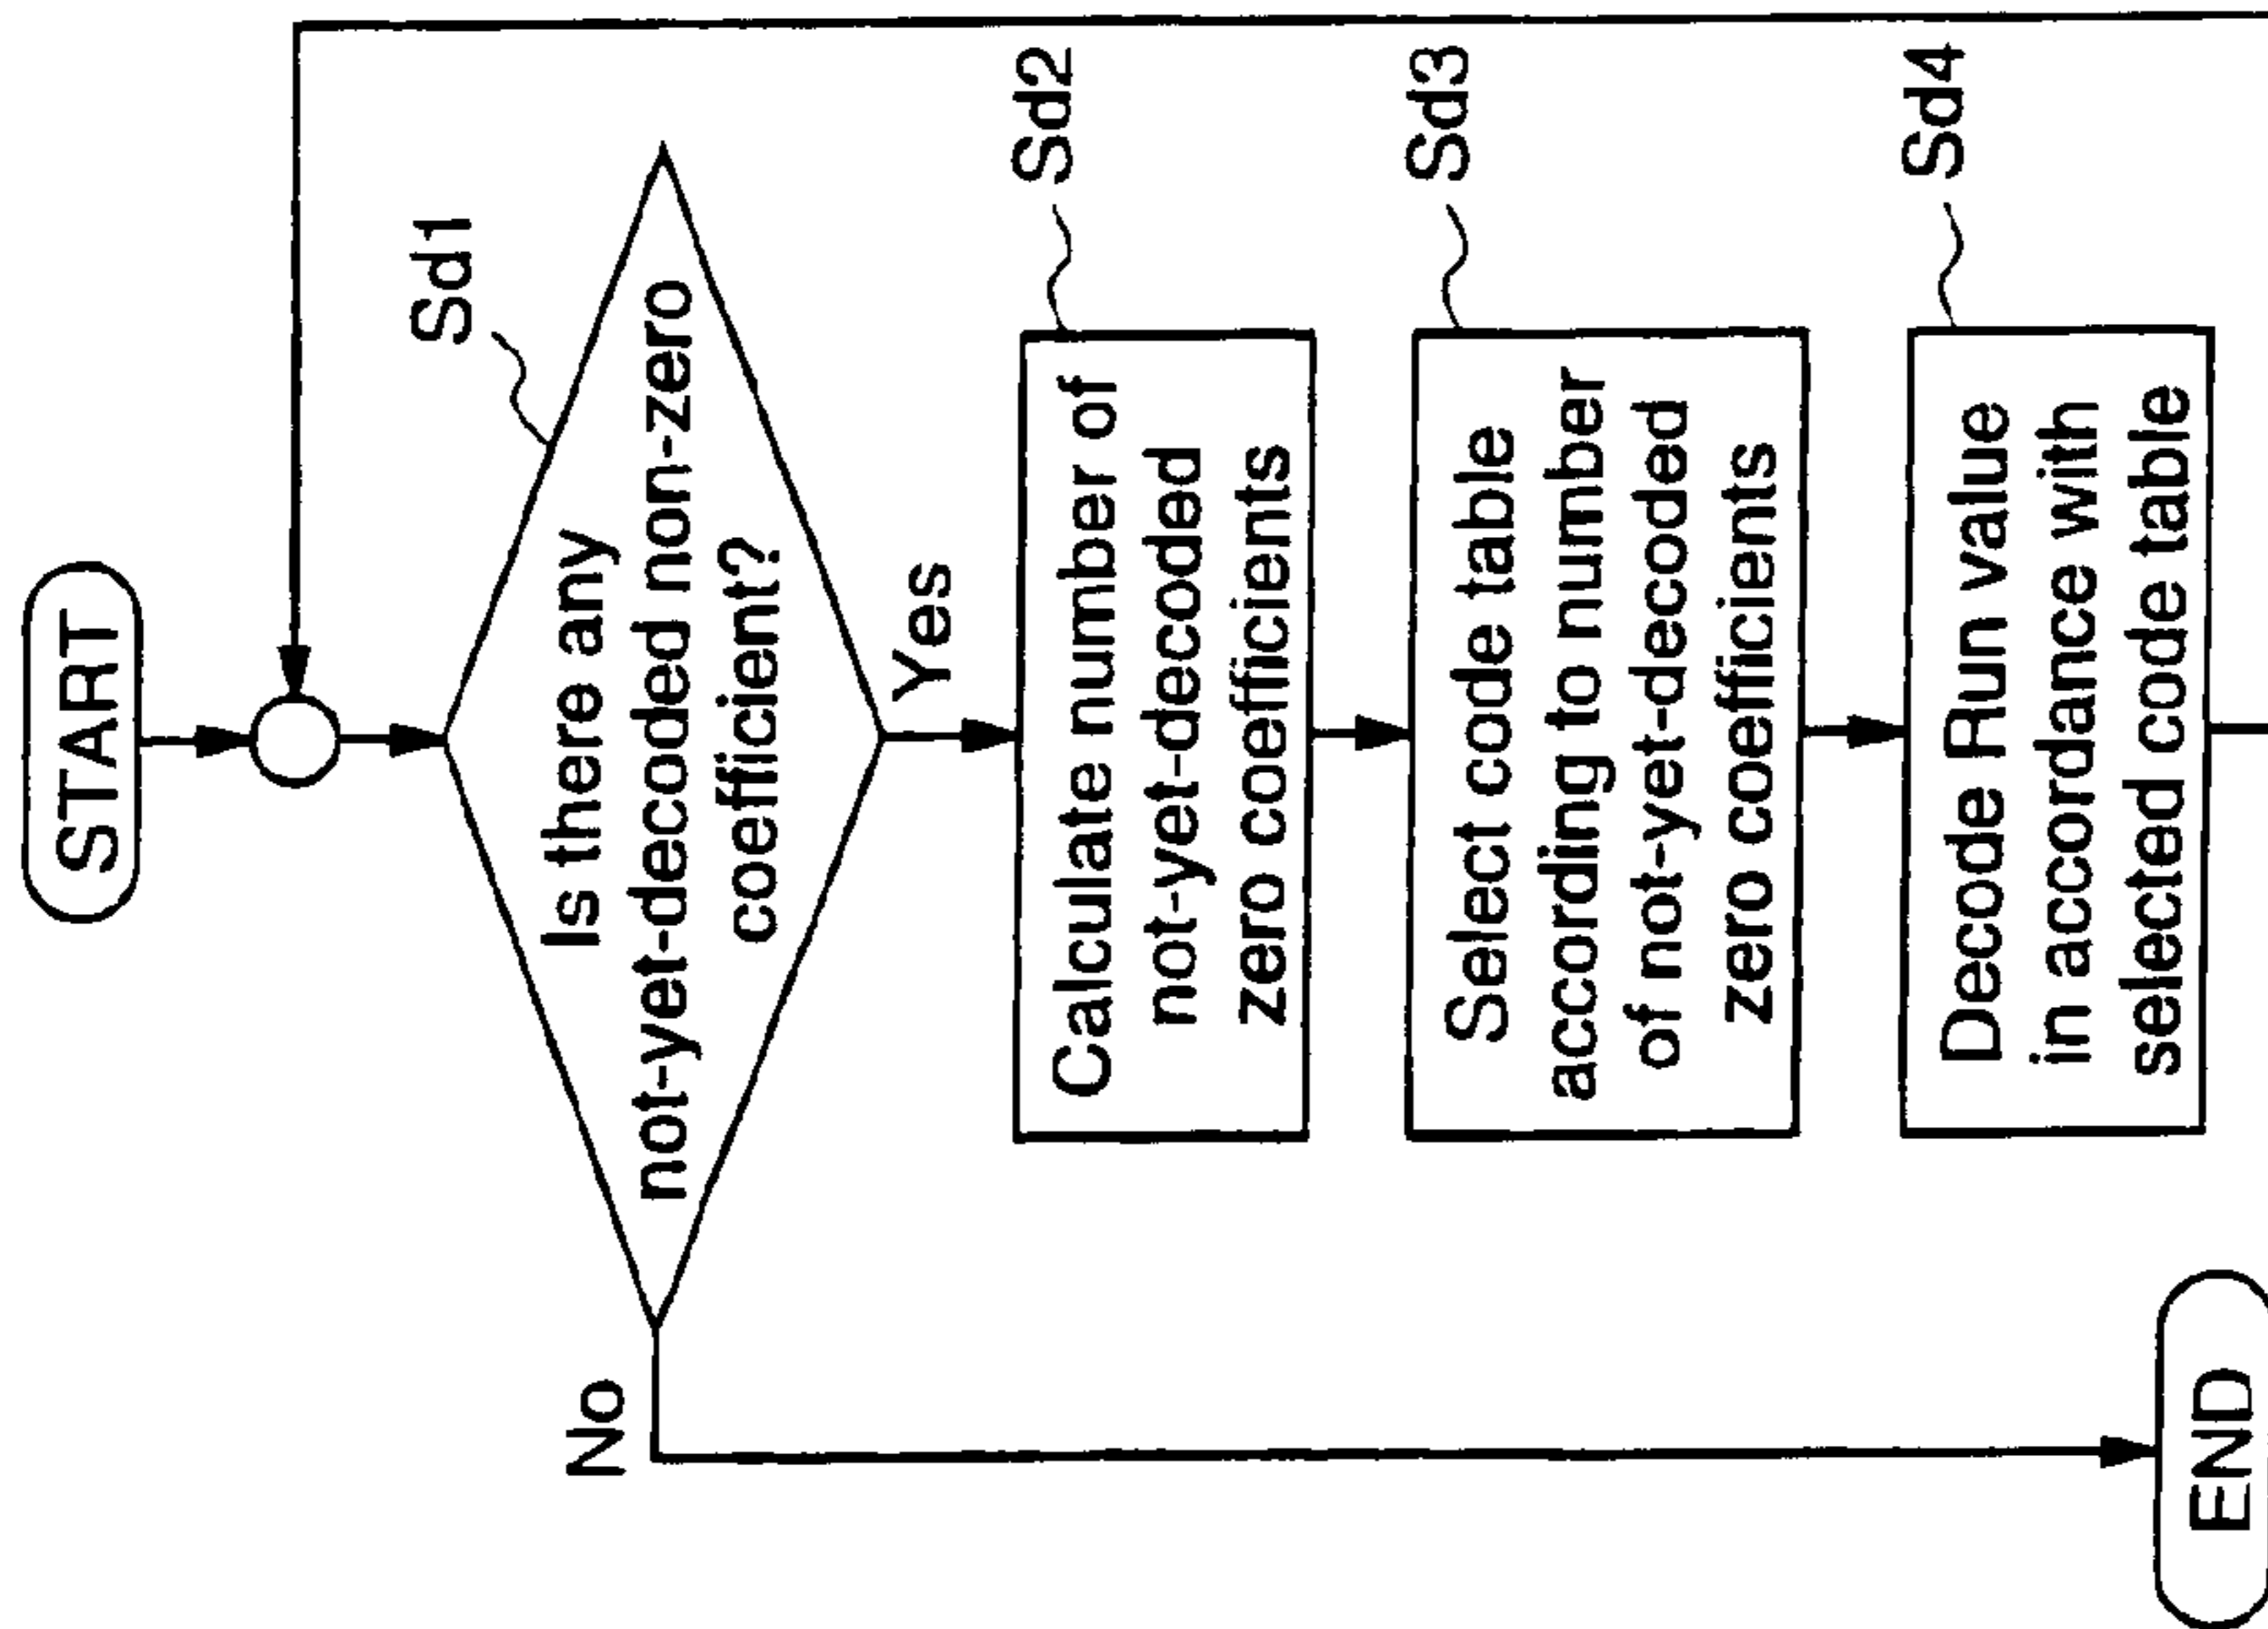 START
Sd1
Is there any
not-yet-decoded non-zero
coefficient?
No
Yes
Sd2
Calculate number of
not-yet-decoded
zero coefficients
Sd3
Select code table
according to number
of not-yet-decoded
zero coefficients
Sd4
Decode Run value
in accordance with
selected code table
END